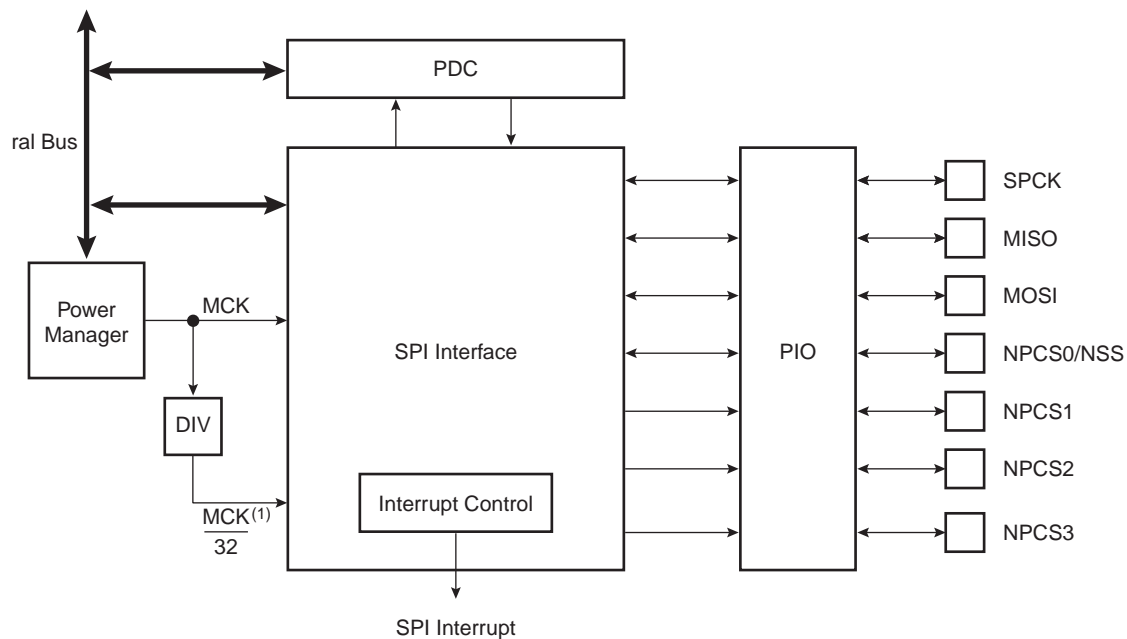 PDC
ral Bus
SPCK
MISO
Power
Manager
MCK
MOSI
SPI Interface
PIO
NPCS0/NSS
DIV
NPCS1
NPCS2
Interrupt Control
MCK(1)
32
NPCS3
SPI Interrupt